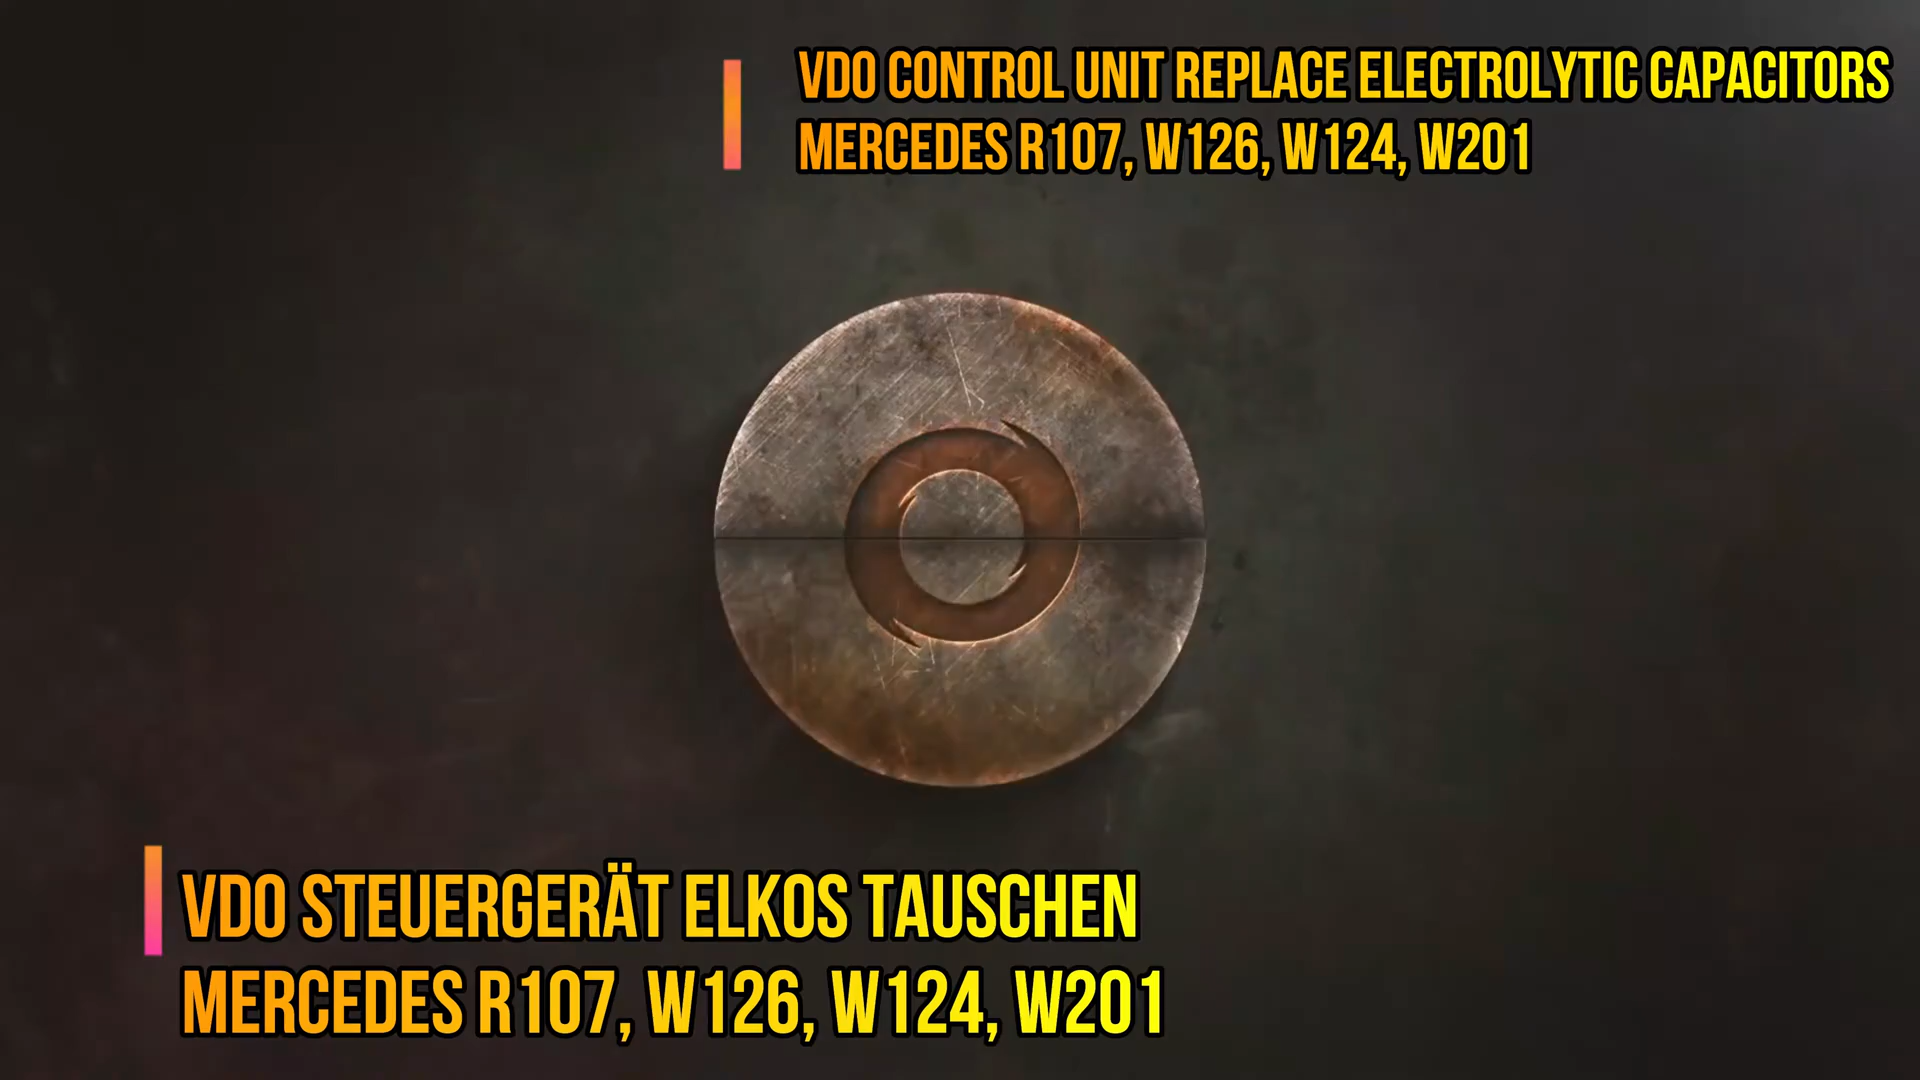 VDO CONTROL UNIT REPLACE ELECTROLYTIC CAPACITORS
MERCEDES R107, W126, W124, W201
VDO STEUERGERÄT ELKOS TAUSCHEN
MERCEDES R107, W126, W124, W201